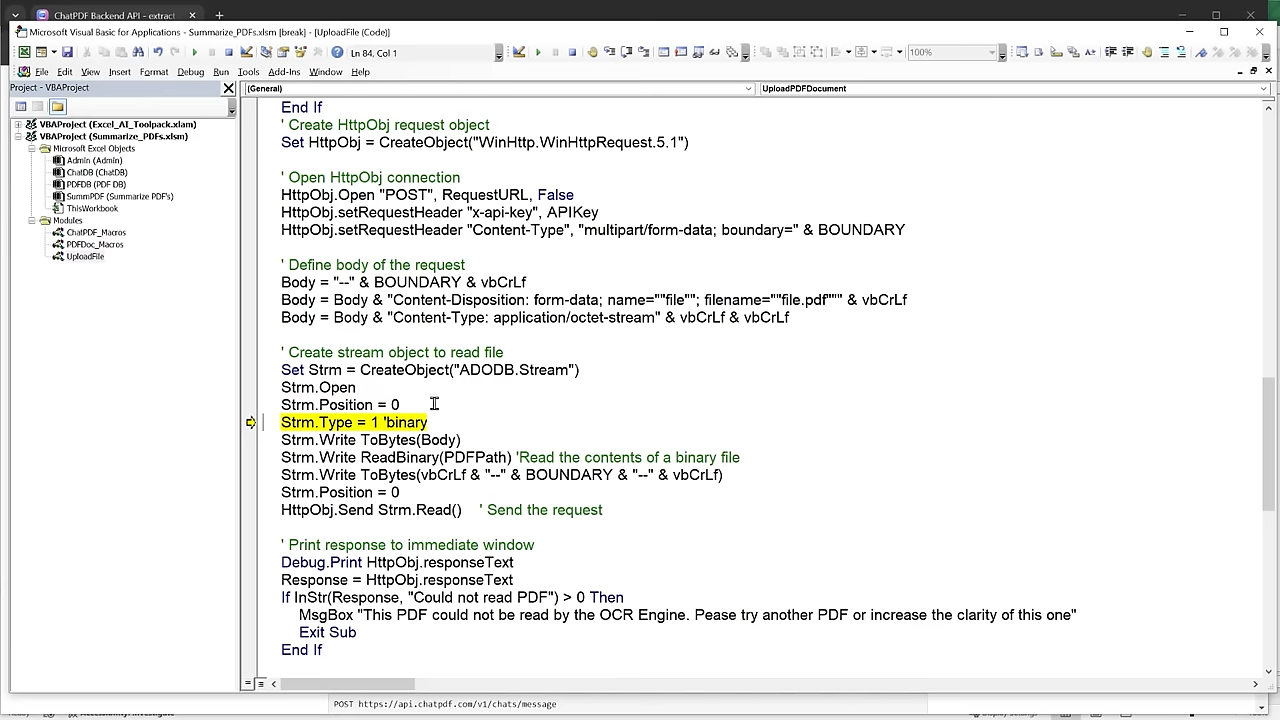 ChatPDF Backend API - extract
Microsoft Visual Basic for Applications - Summarize_PDFs.xlsm [break] - [UploadFile (Code)]
Ln 84, Col 1
100%
File Edit View Insert Format Debug Run Tools Add-Ins Window Help
Project - VBAProject
(General)
UploadPDFDocument
VBAProject (Excel_AI_Toolpack.xlam)
VBAProject (Summarize_PDFs.xlsm)
Microsoft Excel Objects
Admin (Admin)
ChatDB (ChatDB)
PDFDB (PDF DB)
SummPDF (Summarize PDF's)
ThisWorkbook
Modules
ChatPDF_Macros
PDFDoc_Macros
UploadFile
End If
' Create HttpObj request object
Set HttpObj = CreateObject("WinHttp.WinHttpRequest.5.1")
' Open HttpObj connection
HttpObj.Open "POST", RequestURL, False
HttpObj.setRequestHeader "x-api-key", APIKey
HttpObj.setRequestHeader "Content-Type", "multipart/form-data; boundary=" & BOUNDARY
' Define body of the request
Body = "--" & BOUNDARY & vbCrLf
Body = Body & "Content-Disposition: form-data; name=""file""; filename=""file.pdf""" & vbCrLf
Body = Body & "Content-Type: application/octet-stream" & vbCrLf & vbCrLf
' Create stream object to read file
Set Strm = CreateObject("ADODB.Stream")
Strm.Open
Strm.Position = 0
Strm.Type = 1 'binary
Strm.Write ToBytes(Body)
Strm.Write ReadBinary(PDFPath) 'Read the contents of a binary file
Strm.Write ToBytes(vbCrLf & "--" & BOUNDARY & "--" & vbCrLf)
Strm.Position = 0
HttpObj.Send Strm.Read() ' Send the request
' Print response to immediate window
Debug.Print HttpObj.responseText
Response = HttpObj.responseText
If InStr(Response, "Could not read PDF") > 0 Then
MsgBox "This PDF could not be read by the OCR Engine. Pease try another PDF or increase the clarity of this one"
Exit Sub
End If
POST https://api.chatpdf.com/v1/chats/message